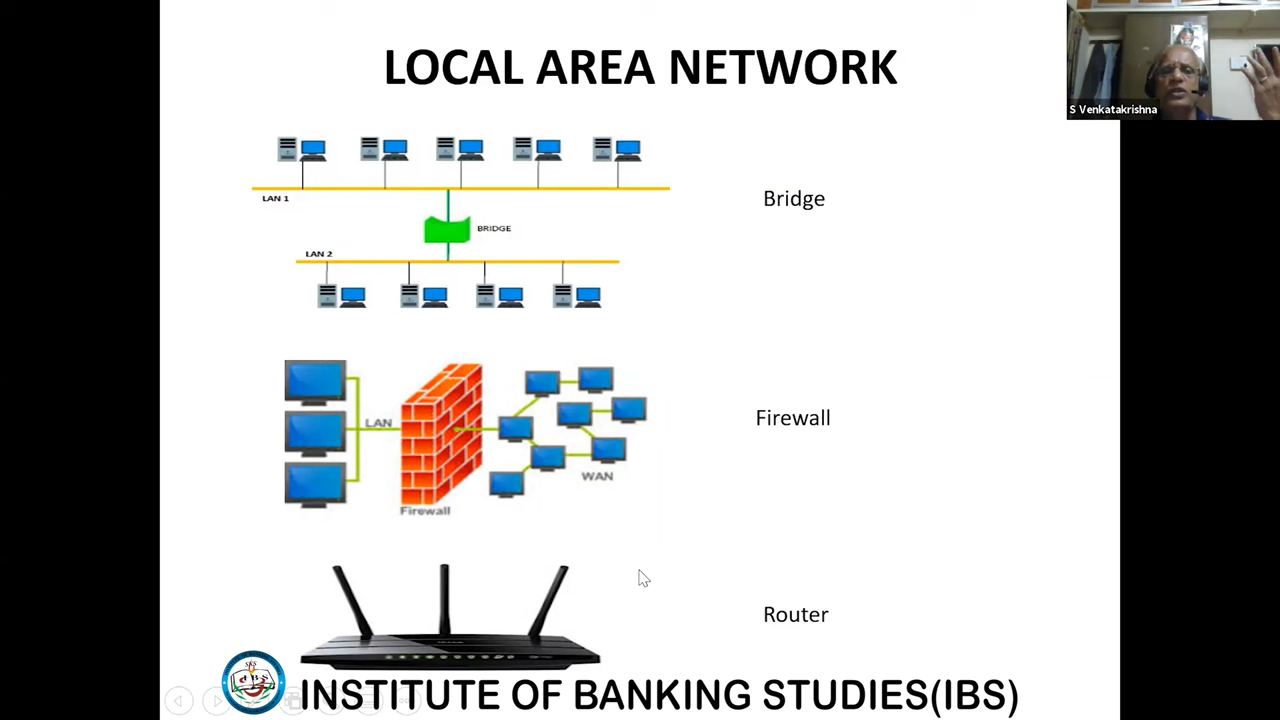 LOCAL AREA NETWORK
S Venkatakrishna
LAN 1
Bridge
BRIDGE
LAN 2
LAN
Firewall
WAN
Firewall
Router
INSTITUTE OF BANKING STUDIES(IBS)